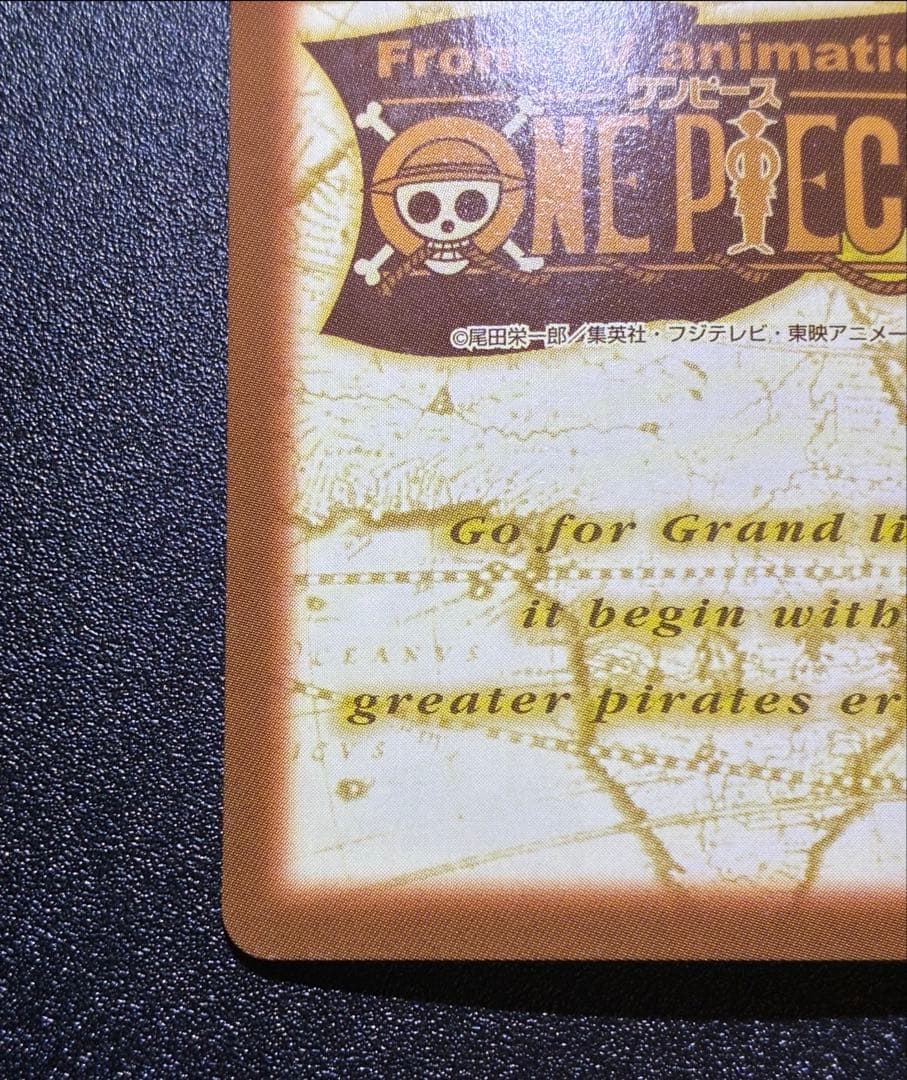 From TV animatio
ワンピース
ONE PIEC
©尾田栄一郎／集英社・フジテレビ・東映アニメー
Go for Grand li
it begin with
OCEANVS
greater pirates er